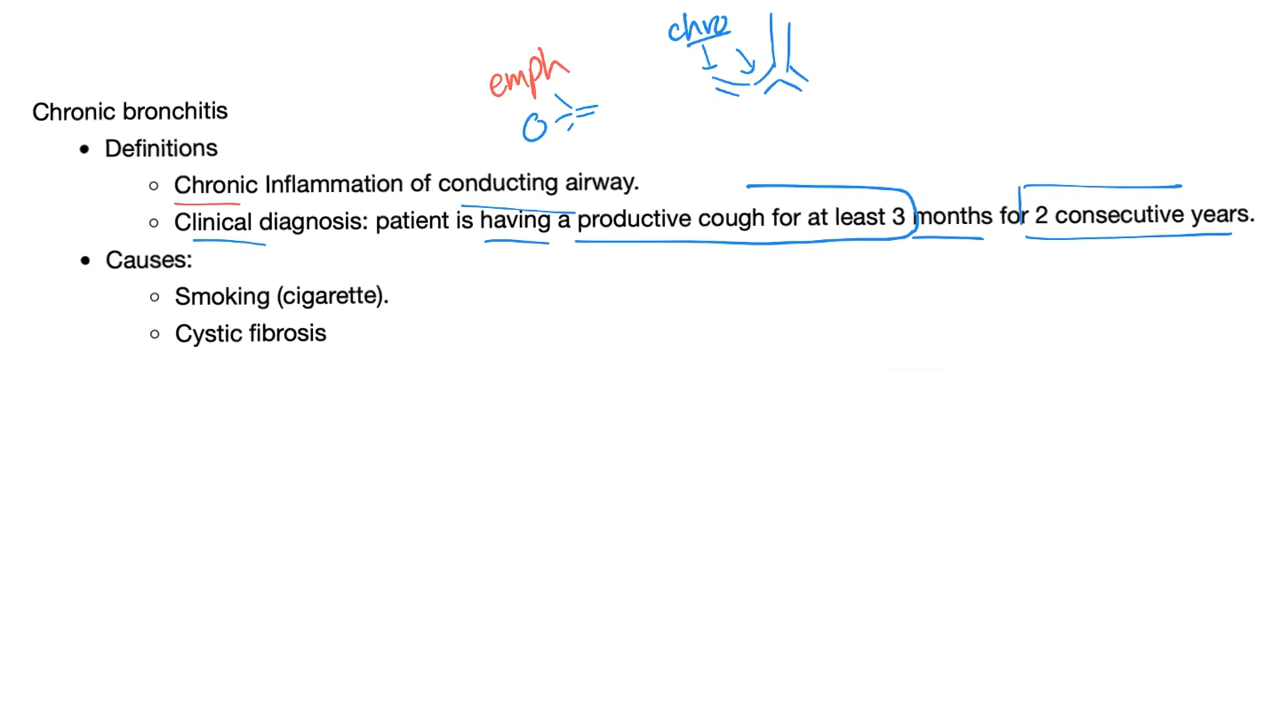 chro
emph
Chronic bronchitis
• Definitions
○ Chronic Inflammation of conducting airway.
○ Clinical diagnosis: patient is having a productive cough for at least 3 months for 2 consecutive years.
• Causes:
○ Smoking (cigarette).
○ Cystic fibrosis